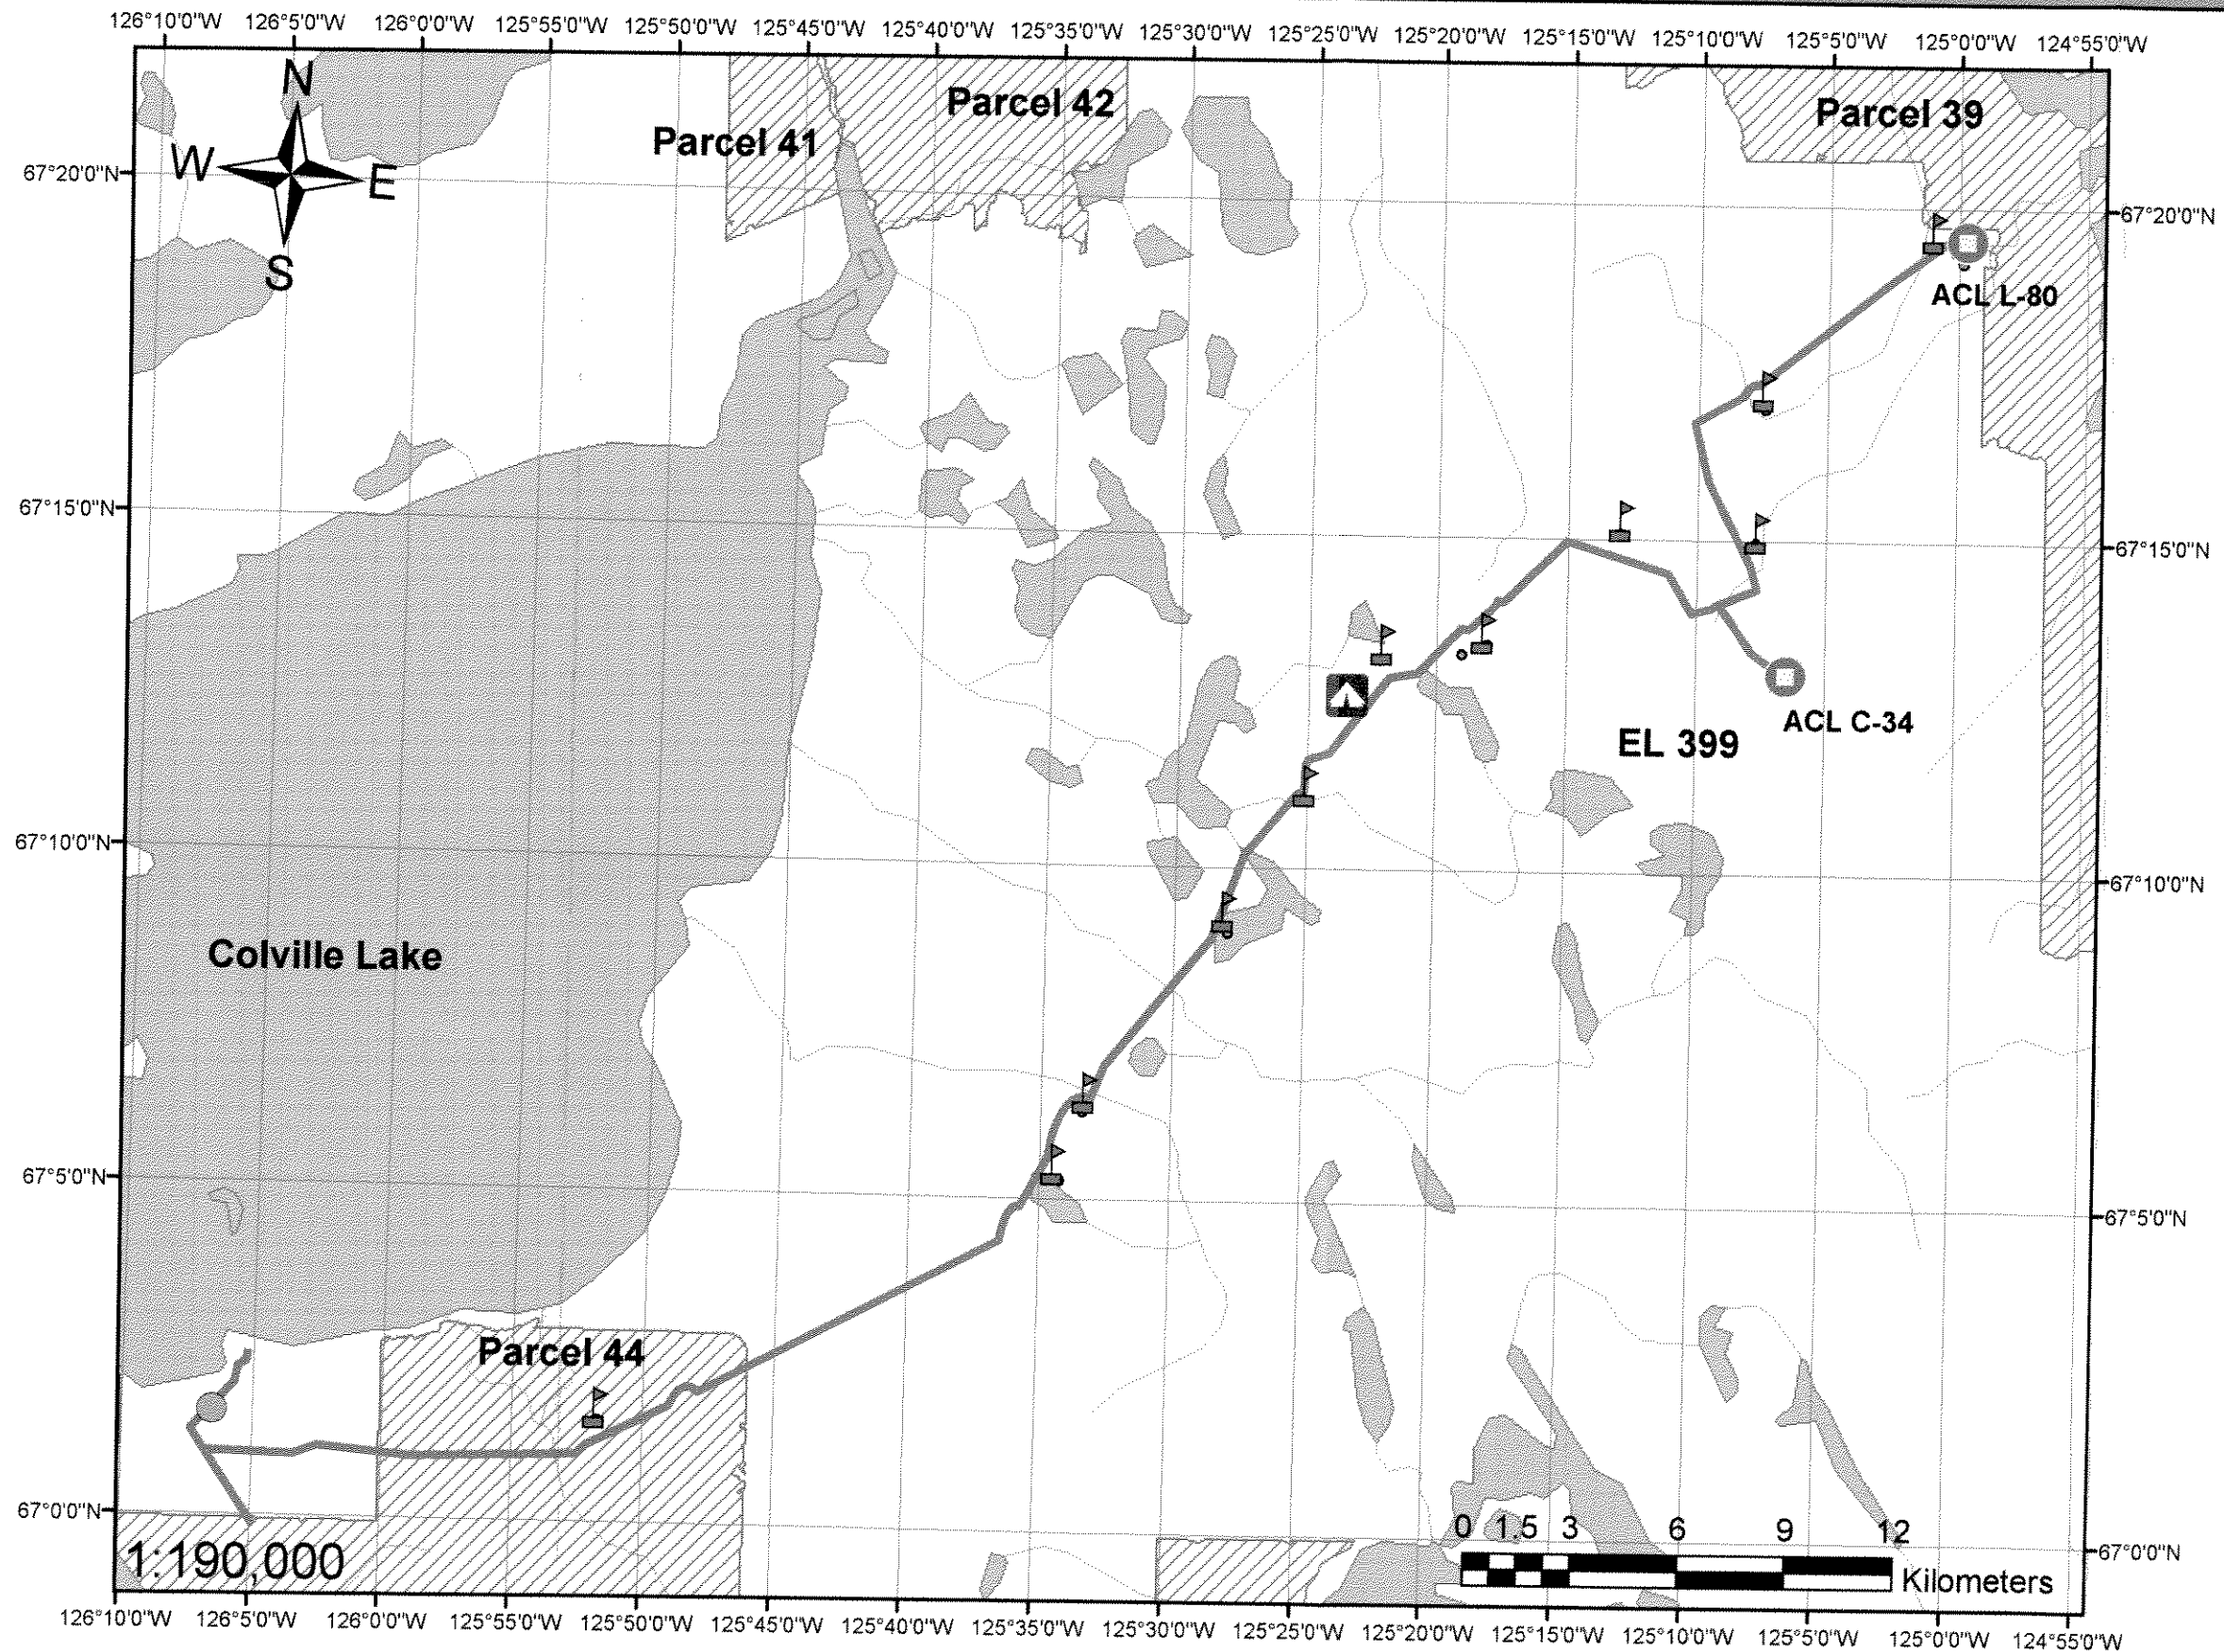 126°10'0"W 126°5'0"W 126°0'0"W 125°55'0"W 125°50'0"W 125°45'0"W 125°40'0"W 125°35'0"W 125°30'0"W 125°25'0"W 125°20'0"W 125°15'0"W 125°10'0"W 125°5'0"W 125°0'0"W 124°55'0"W
N
Parcel 42
Parcel 39
Parcel 41
W
E
67°20'0"N
67°20'0"N
S
ACL L-80
67°15'0"N
67°15'0"N
ACL C-34
EL 399
67°10'0"N
67°10'0"N
Colville Lake
67°5'0"N
67°5'0"N
Parcel 44
67°0'0"N
0 1.5 3 6 9 12
67°0'0"N
1:190,000
Kilometers
126°10'0"W 126°5'0"W 126°0'0"W 125°55'0"W 125°50'0"W 125°45'0"W 125°40'0"W 125°35'0"W 125°30'0"W 125°25'0"W 125°20'0"W 125°15'0"W 125°10'0"W 125°5'0"W 125°0'0"W 124°55'0"W